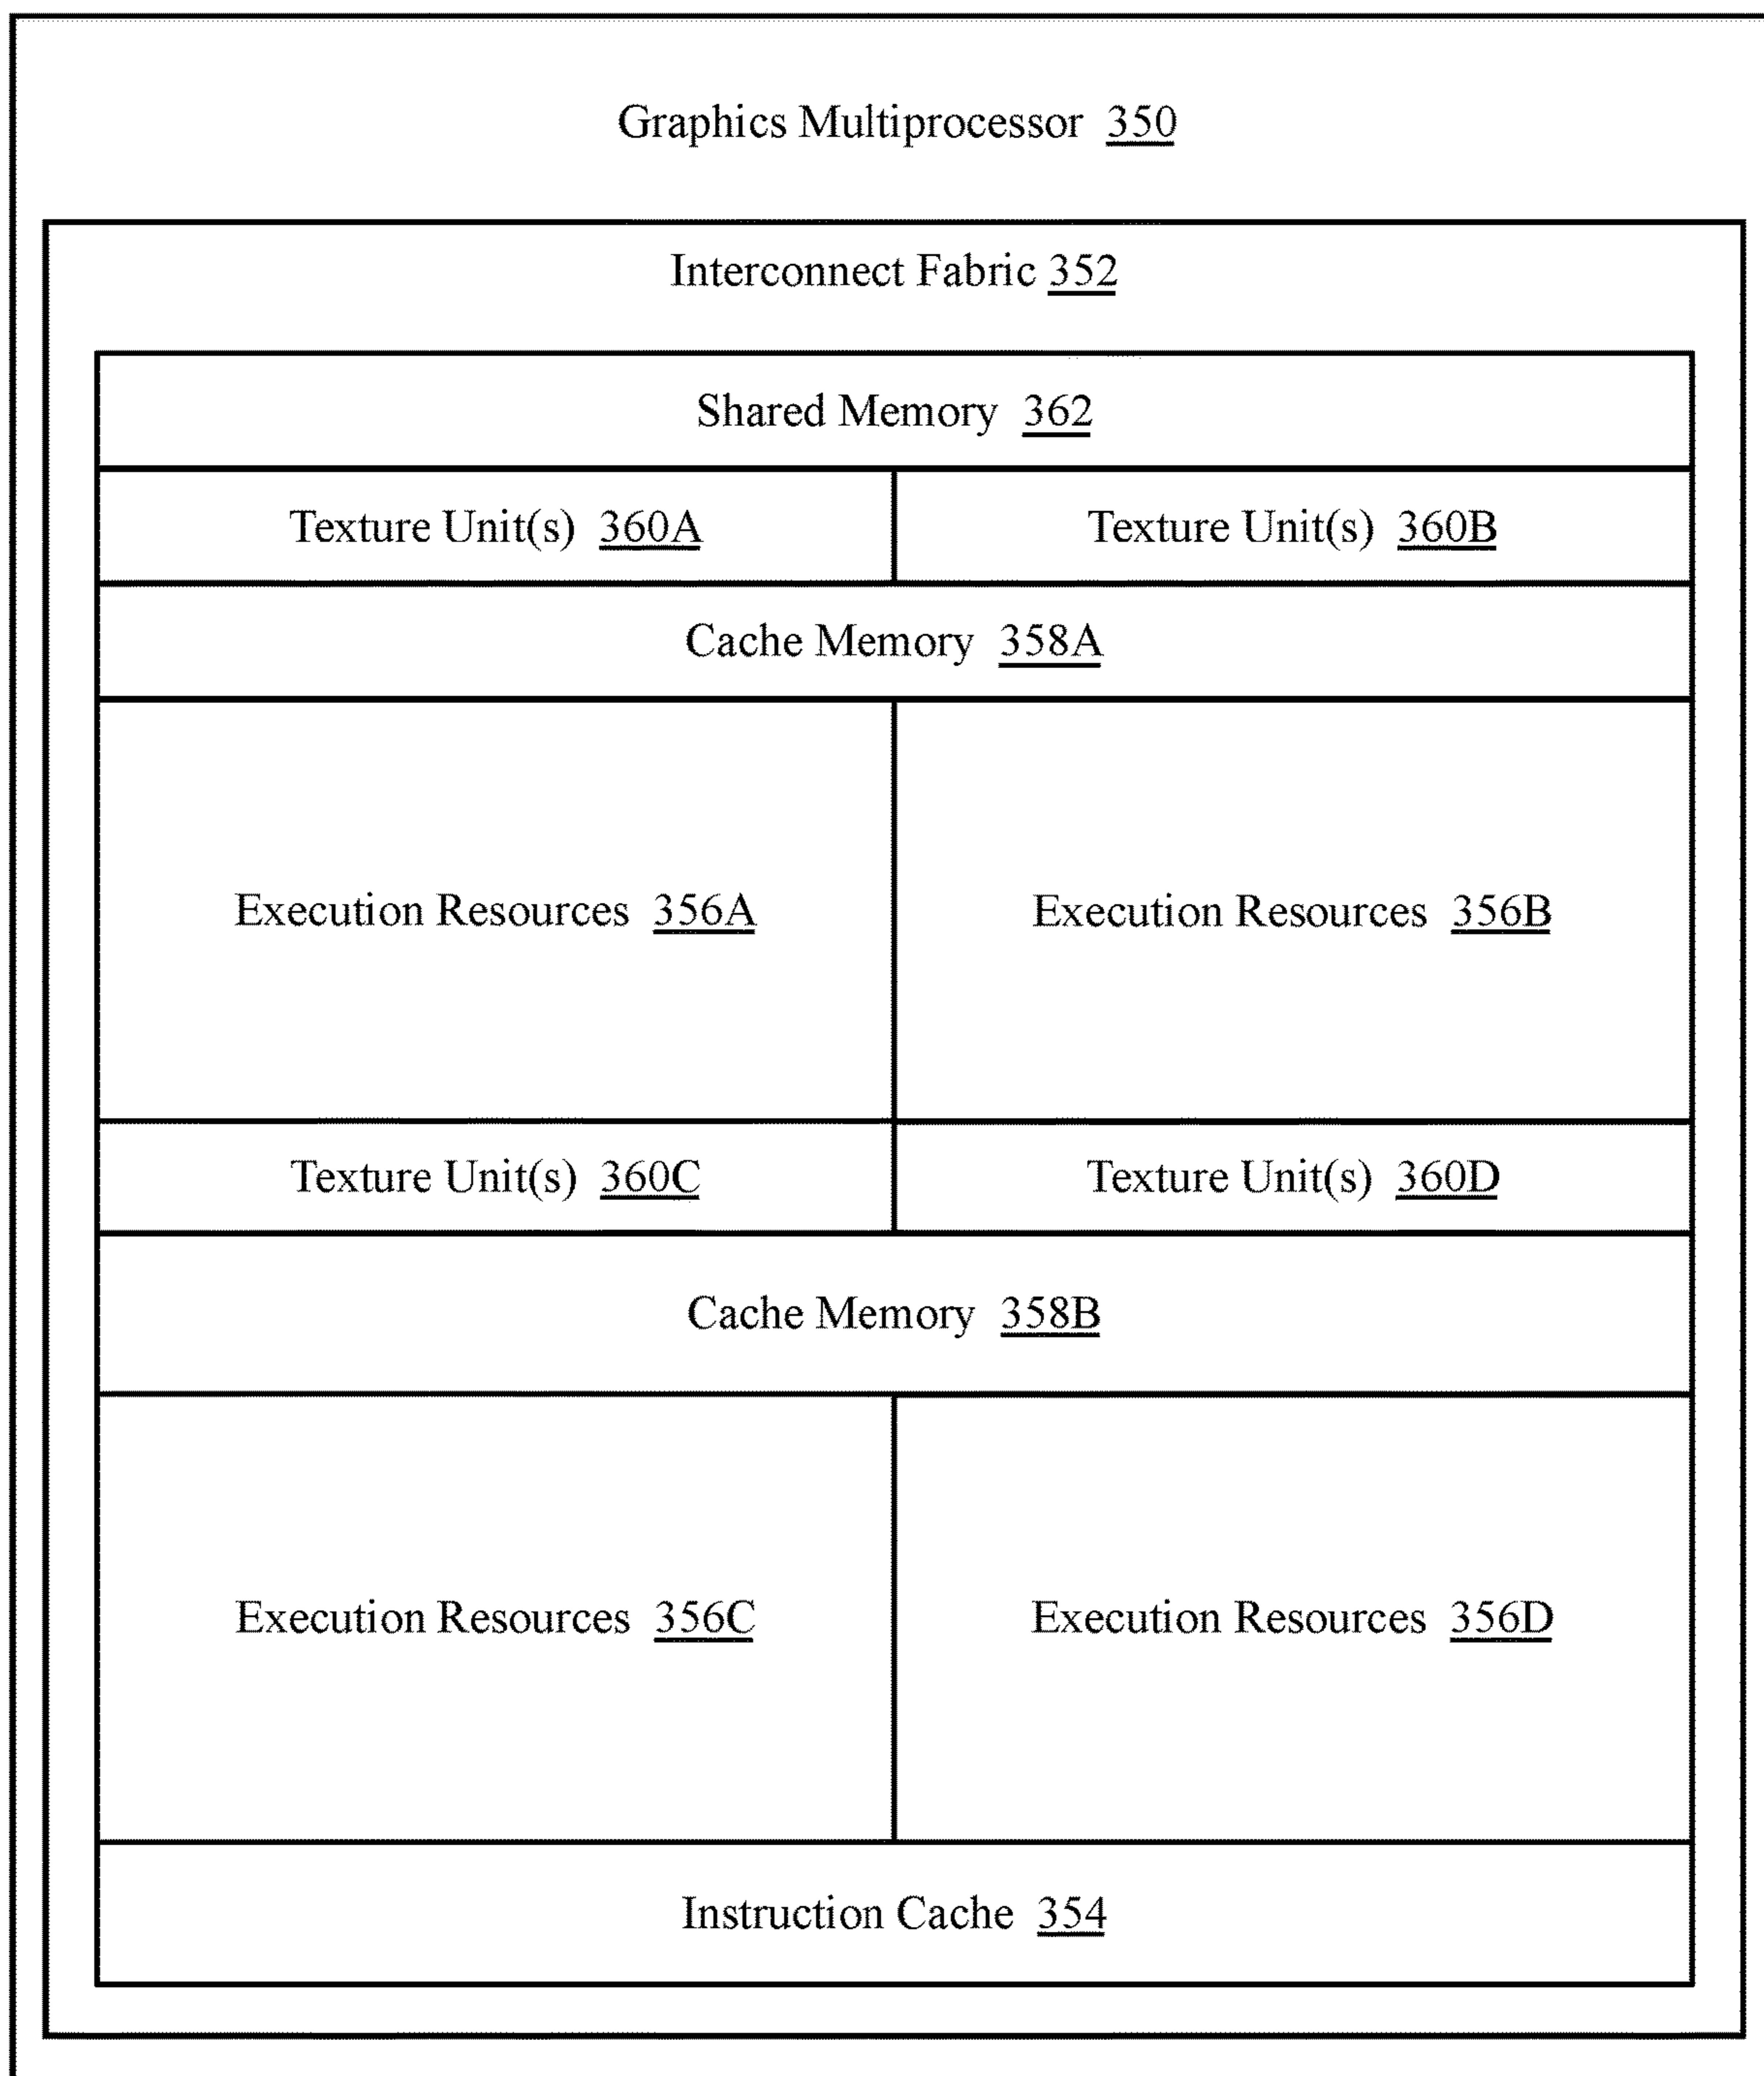 Graphics Multiprocessor 350
Interconnect Fabric 352
Shared Memory 362
Texture Unit(s) 360A
Texture Unit(s) 360B
Cache Memory 358A
Execution Resources 356A
Execution Resources 356B
Texture Unit(s) 360C
Texture Unit(s) 360D
Cache Memory 358B
Execution Resources 356C
Execution Resources 356D
Instruction Cache 354